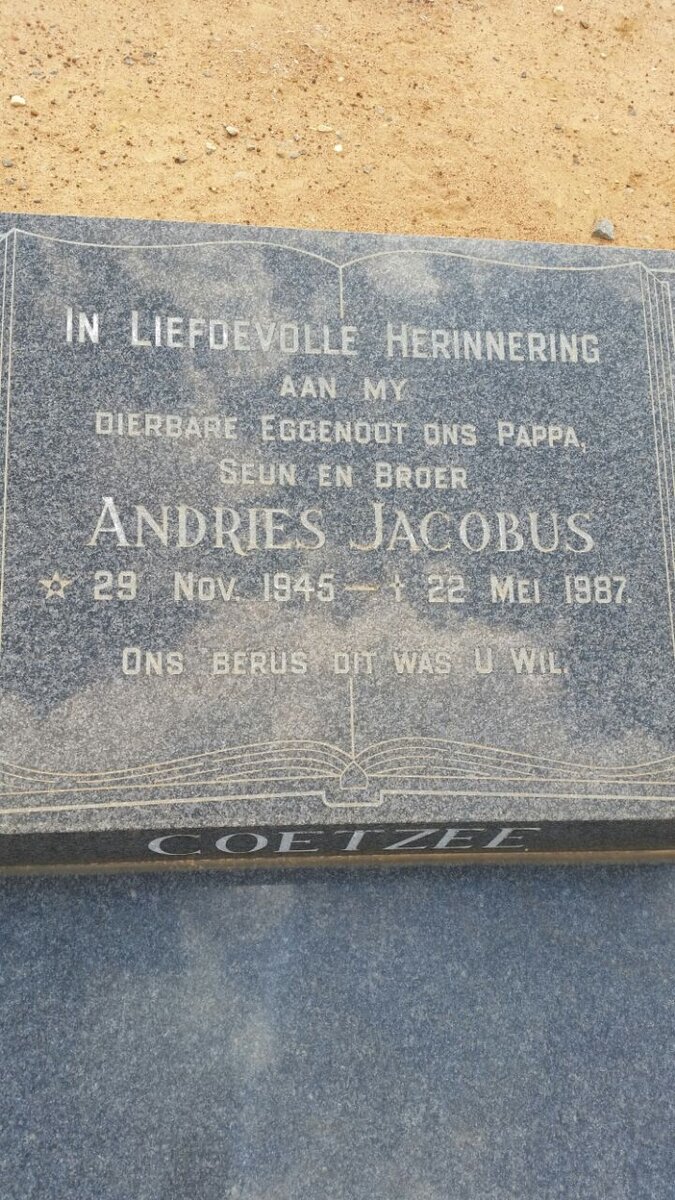 In Liefdevolle Herinnering
aan my
dierbare Eggenoot ons Pappa,
Seun en Broer
Andries Jacobus
☆ 29 Nov. 1945 — † 22 Mei 1987.
Ons berus dit was U Wil.
COETZEE